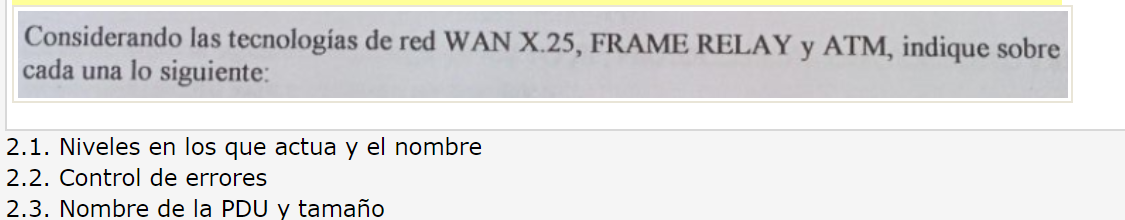 Considerando las tecnologías de red WAN X.25, FRAME RELAY y ATM, indique sobre
cada una lo siguiente:
2.1. Niveles en los que actua y el nombre
2.2. Control de errores
2.3. Nombre de la PDU y tamaño